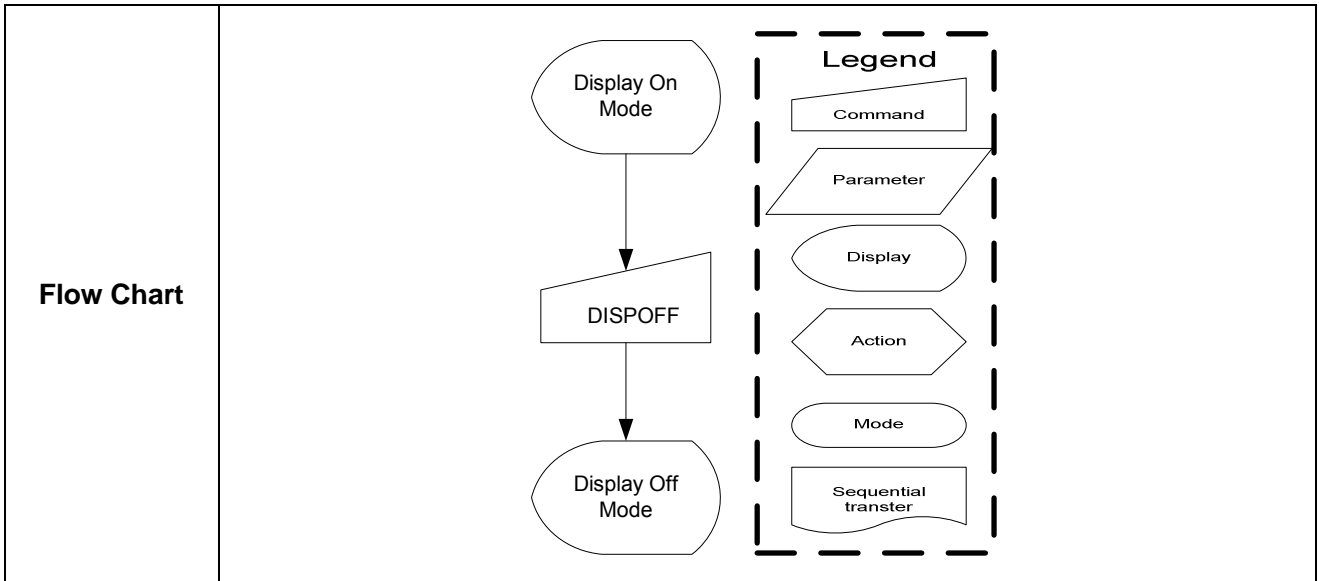 Flow Chart
Display On
Mode
DISPOFF
Display Off
Mode
Legend
Command
Parameter
Display
Action
Mode
Sequential
transter